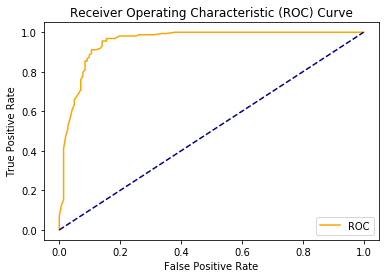 Receiver Operating Characteristic (ROC) Curve
True Positive Rate
1.0
0.8
0.6
0.4
0.2
0.0
ROC
0.0 0.2 0.4 0.6 0.8 1.0
False Positive Rate